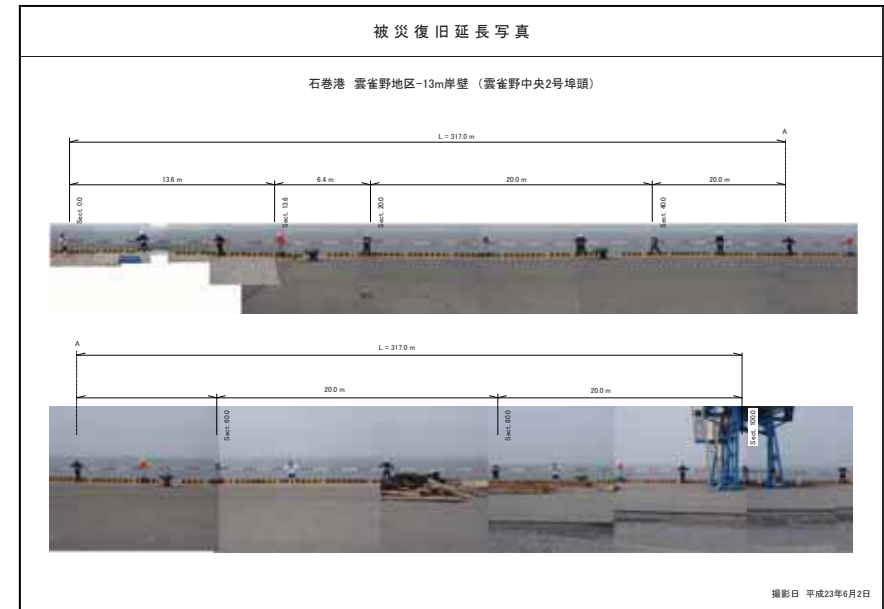 被災復旧延長写真
石巻港 雲雀野地区-13m岸壁 (雲雀野中央2号埠頭)
L = 317.0 m
A
13.6 m
6.4 m
20.0 m
20.0 m
Sect. 0.0
Sect. 13.6
Sect. 20.0
Sect. 40.0
A
L = 317.0 m
20.0 m
20.0 m
Sect. 60.0
Sect. 80.0
Sect. 100.0
撮影日 平成23年6月2日